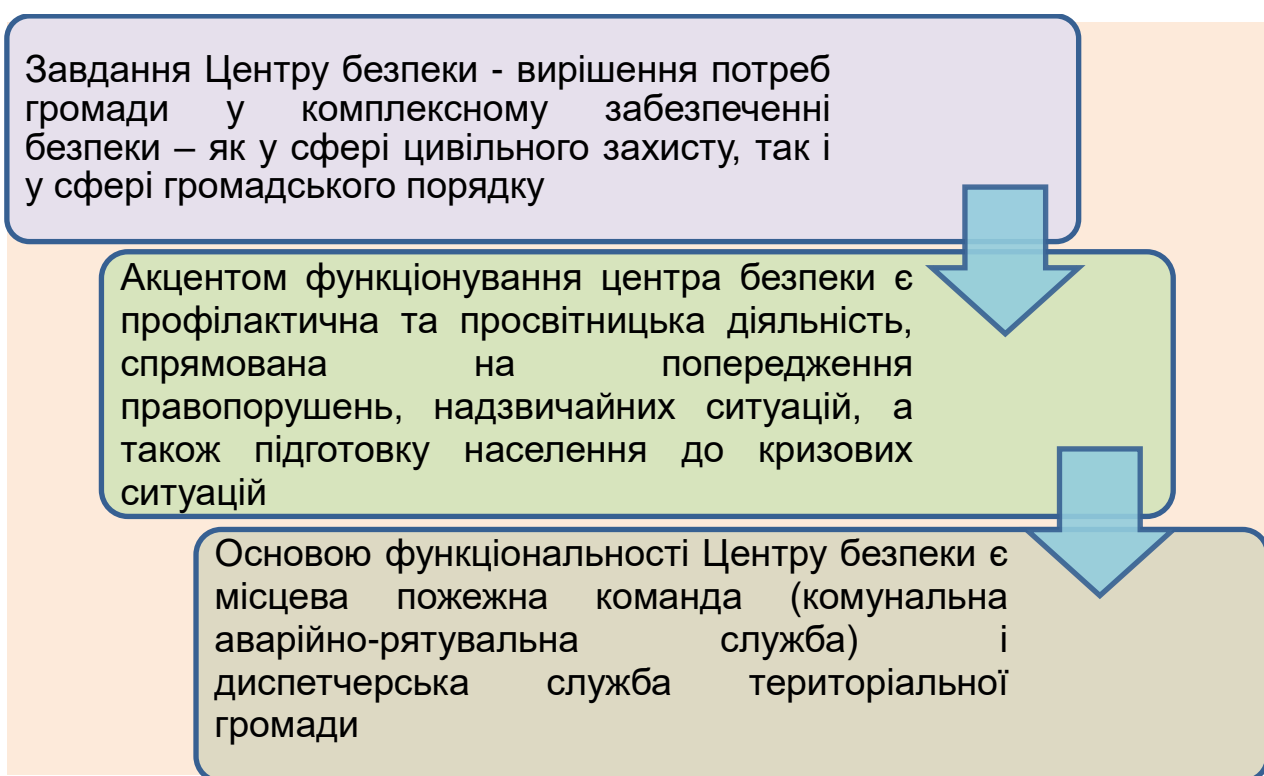 Завдання Центру безпеки - вирішення потреб
громади у комплексному забезпеченні
безпеки – як у сфері цивільного захисту, так і
у сфері громадського порядку
Акцентом функціонування центра безпеки є
профілактична та просвітницька діяльність,
спрямована на попередження
правопорушень, надзвичайних ситуацій, а
також підготовку населення до кризових
ситуацій
Основою функціональності Центру безпеки є
місцева пожежна команда (комунальна
аварійно-рятувальна служба) і
диспетчерська служба територіальної
громади